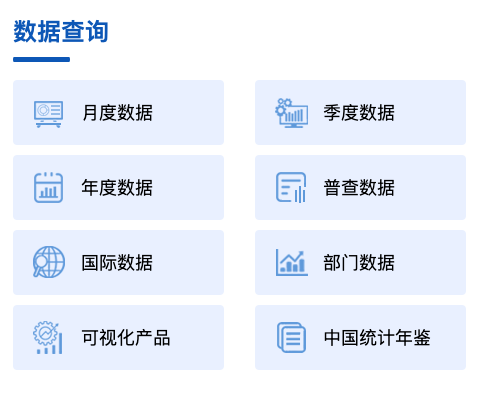 数据查询
月度数据
季度数据
年度数据
普查数据
国际数据
部门数据
可视化产品
中国统计年鉴